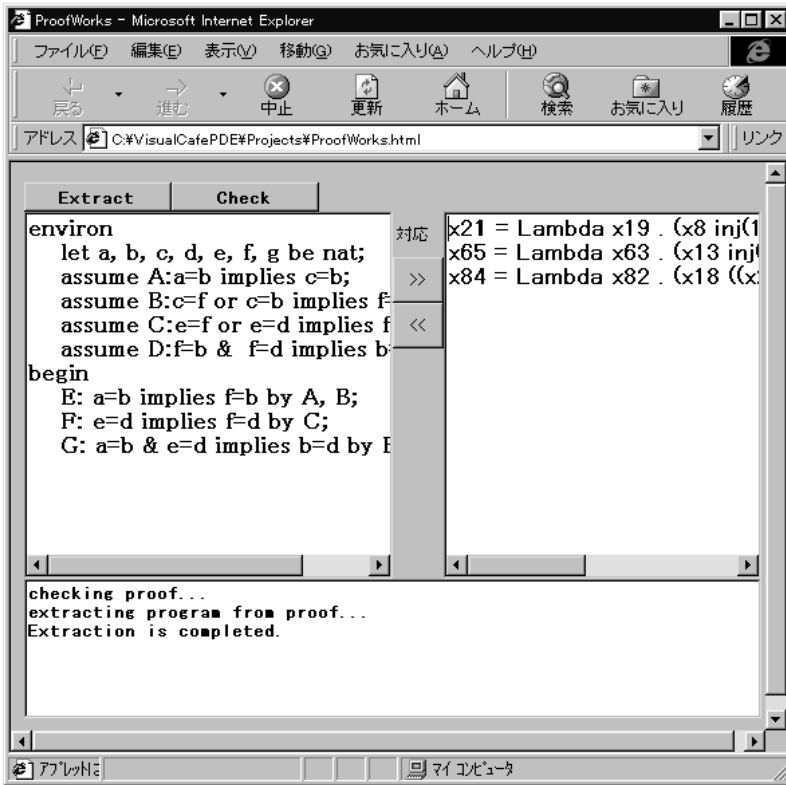 ProofWorks - Microsoft Internet Explorer
ファイル(F) 編集(E) 表示(V) 移動(G) お気に入り(A) ヘルプ(H)
戻る 進む 中止 更新 ホーム 検索 お気に入り 履歴
アドレス C:¥VisualCafePDE¥Projects¥ProofWorks.html リンク
Extract Check
environ
let a, b, c, d, e, f, g be nat;
assume A:a=b implies c=b;
assume B:c=f or c=b implies f=
assume C:e=f or e=d implies f
assume D:f=b & f=d implies b
begin
E: a=b implies f=b by A, B;
F: e=d implies f=d by C;
G: a=b & e=d implies b=d by E
対応
>>
<<
x21 = Lambda x19 . (x8 inj(1
x65 = Lambda x63 . (x13 inj(
x84 = Lambda x82 . (x18 ((x
checking proof...
extracting program from proof...
Extraction is completed.
アプレットに マイ コンピュータ